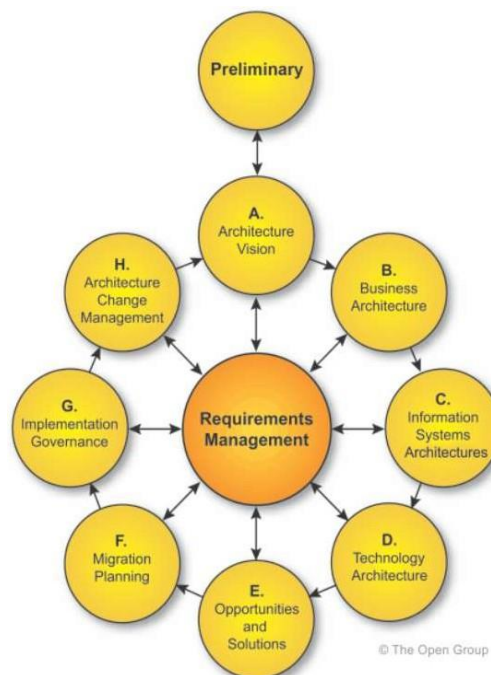 Preliminary
A.
Architecture
Vision
B.
Business
Architecture
C.
Information
Systems
Architectures
D.
Technology
Architecture
E.
Opportunities
and
Solutions
F.
Migration
Planning
G.
Implementation
Governance
H.
Architecture
Change
Management
Requirements
Management
© The Open Group